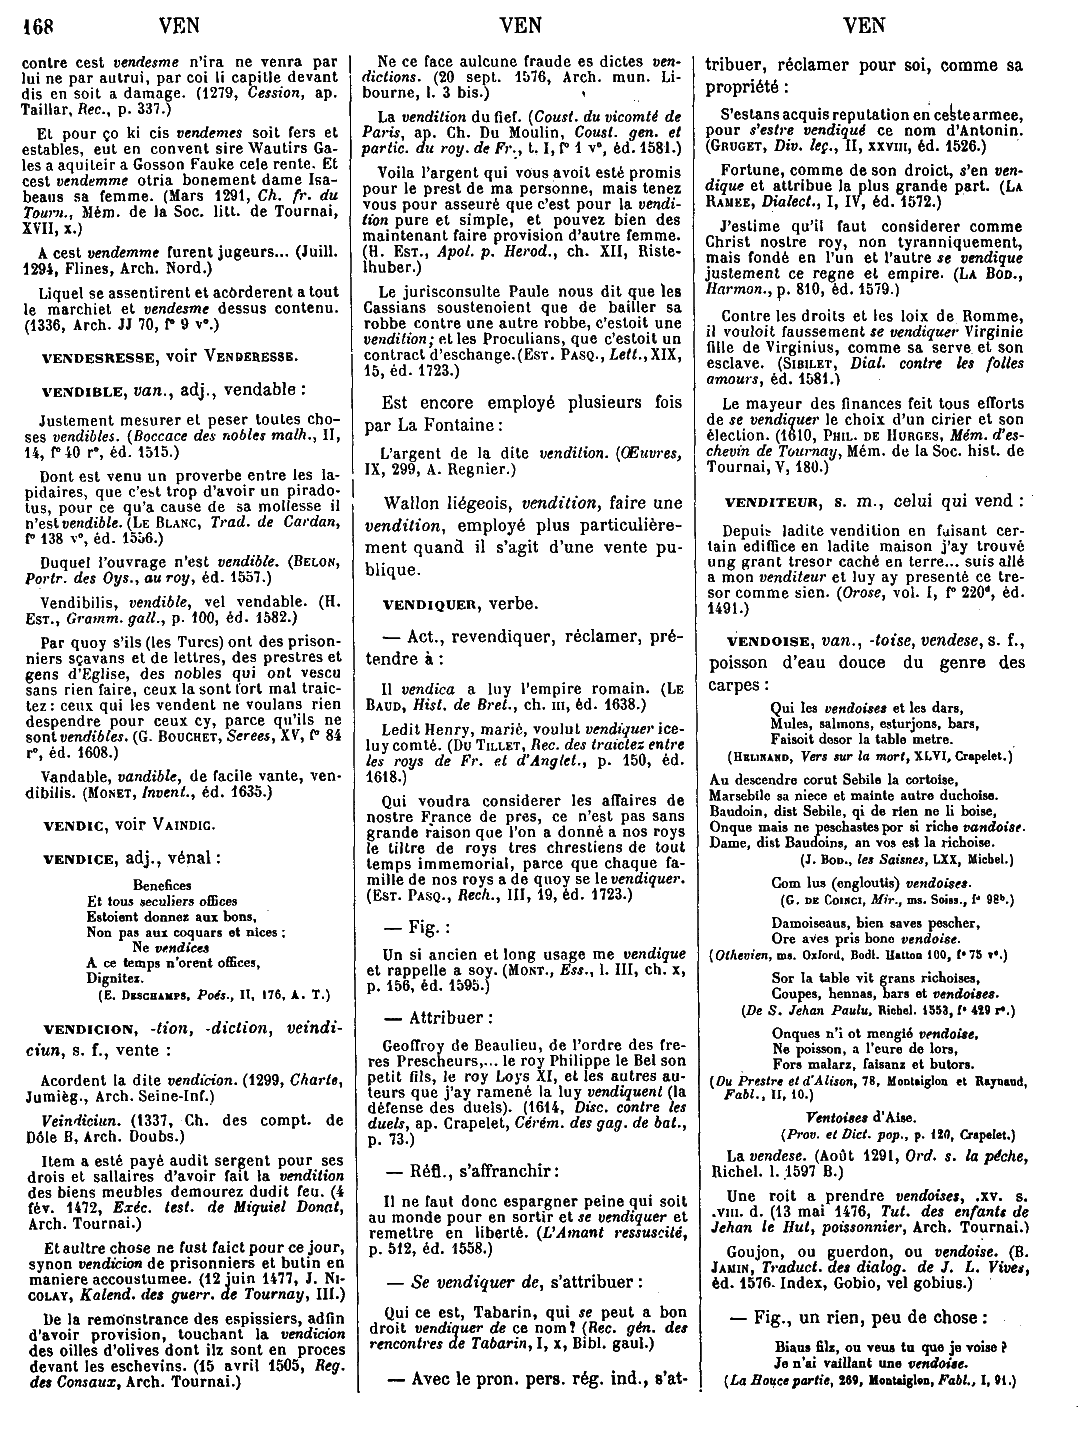 168 VEN VEN VEN
contre cest vendesme n'ira ne venra par
lui ne par autrui, par coi li capitle devant
dis en soit a damage. (1279, Cession, ap.
Taillar, Rec., p. 337.)
Et pour ço ki cis vendemes soit fers et
estables, eut en convent sire Wautirs Ga-
les a aquiteir a Gosson Fauke cele rente. Et
cest vendemme otria bonement dame Isa-
beaus sa femme. (Mars 1291, Ch. fr. du
Tourn., Mém. de la Soc. litt. de Tournai,
XVII, x.)
A cest vendemme furent jugeurs... (Juill.
1294, Flines, Arch. Nord.)
Liquel se assentirent et acorderent a tout
le marchiet et vendesme dessus contenu.
(1336, Arch. JJ 70, f° 9 v°.)
VENDESRESSE, voir VENDERESSE.
VENDIBLE, van., adj., vendable :
Justement mesurer et peser toutes cho-
ses vendibles. (Boccace des nobles malh., II,
14, f° 40 r°, éd. 1515.)
Dont est venu un proverbe entre les la-
pidaires, que c'est trop d'avoir un pirado-
tus, pour ce qu'a cause de sa mollesse il
n'est vendible. (LE BLANC, Trad. de Cardan,
f° 138 v°, éd. 1556.)
Duquel l'ouvrage n'est vendible. (BELON,
Portr. des Oys., au roy, éd. 1557.)
Vendibilis, vendible, vel vendable. (H.
EST., Gramm. gall., p. 100, éd. 1582.)
Par quoy s'ils (les Turcs) ont des prison-
niers sçavans et de lettres, des prestres et
gens d'Eglise, des nobles qui ont vescu
sans rien faire, ceux la sont fort mal traic-
tez : ceux qui les vendent ne voulans rien
despendre pour ceux cy, parce qu'ils ne
sont vendibles. (G. BOUCHET, Serees, XV, f° 84
r°, éd. 1608.)
Vandable, vandible, de facile vante, ven-
dibilis. (MONET, Invent., éd. 1635.)
VENDIC, voir VAINDIC.
VENDICE, adj., vénal :
Benefices
Et tous seculiers offices
Estoient donnez aux bons,
Non pas aux coquars et nices ;
Ne vendices
A ce temps n'orent offices,
Dignitez.
(E. DESCHAMPS, Poés., II, 176, A. T.)
VENDICION, -tion, -diction, veindi-
ciun, s. f., vente :
Acordent la dite vendicion. (1299, Charte,
Jumièg., Arch. Seine-Inf.)
Veindiciun. (1337, Ch. des compt. de
Dôle B, Arch. Doubs.)
Item a esté payé audit sergent pour ses
drois et sallaires d'avoir fait la vendition
des biens meubles demourez dudit feu. (4
fév. 1472, Exéc. test. de Miquiel Donat,
Arch. Tournai.)
Et aultre chose ne fust faict pour ce jour,
synon vendicion de prisonniers et butin en
maniere accoustumee. (12 juin 1477, J. NI-
COLAY, Kalend. des guerr. de Tournay, III.)
De la remonstrance des espissiers, adfin
d'avoir provision, touchant la vendicion
des oilles d'olives dont ilz sont en proces
devant les eschevins. (15 avril 1505, Reg.
des Consaux, Arch. Tournai.)
Ne ce face aulcune fraude es dictes ven-
dictions. (20 sept. 1576, Arch. mun. Li-
bourne, l. 3 bis.)
La vendition du fief. (Coust. du vicomté de
Paris, ap. Ch. Du Moulin, Coust. gen. et
partic. du roy. de Fr., t. I, f° 1 v°, éd. 1581.)
Voila l'argent qui vous avoit esté promis
pour le prest de ma personne, mais tenez
vous pour asseuré que c'est pour la vendi-
tion pure et simple, et pouvez bien des
maintenant faire provision d'autre femme.
(H. EST., Apol. p. Herod., ch. XII, Riste-
lhuber.)
Le jurisconsulte Paule nous dit que les
Cassians soustenoient que de bailler sa
robbe contre une autre robbe, c'estoit une
vendition; et les Proculians, que c'estoit un
contract d'eschange. (EST. PASQ., Lett., XIX,
15, éd. 1723.)
Est encore employé plusieurs fois
par La Fontaine :
L'argent de la dite vendition. (Œuvres,
IX, 299, A. Regnier.)
Wallon liégeois, vendition, faire une
vendition, employé plus particulière-
ment quand il s'agit d'une vente pu-
blique.
VENDIQUER, verbe.
— Act., revendiquer, réclamer, pré-
tendre à :
Il vendica a luy l'empire romain. (LE
BAUD, Hist. de Bret., ch. III, éd. 1638.)
Ledit Henry, marié, voulut vendiquer ice-
luy comté. (DU TILLET, Rec. des traictez entre
les roys de Fr. et d'Anglet., p. 150, éd.
1618.)
Qui voudra considerer les affaires de
nostre France de pres, ce n'est pas sans
grande raison que l'on a donné a nos roys
le tiltre de roys tres chrestiens de tout
temps immemorial, parce que chaque fa-
mille de nos roys a de quoy se le vendiquer.
(EST. PASQ., Rech., III, 19, éd. 1723.)
— Fig. :
Un si ancien et long usage me vendique
et rappelle a soy. (MONT., Ess., l. III, ch. x,
p. 156, éd. 1595.)
— Attribuer :
Geoffroy de Beaulieu, de l'ordre des fre-
res Prescheurs,... le roy Philippe le Bel son
petit fils, le roy Loys XI, et les autres au-
teurs que j'ay ramené la luy vendiquent (la
défense des duels). (1614, Disc. contre les
duels, ap. Crapelet, Cérém. des gag. de bat.,
p. 73.)
— Réfl., s'affranchir :
Il ne faut donc espargner peine qui soit
au monde pour en sortir et se vendiquer et
remettre en liberté. (L'Amant ressuscité,
p. 512, éd. 1558.)
— Se vendiquer de, s'attribuer :
Qui ce est, Tabarin, qui se peut a bon
droit vendiquer de ce nom ? (Rec. gén. des
rencontres de Tabarin, I, x, Bibl. gaul.)
— Avec le pron. pers. rég. ind., s'at-
tribuer, réclamer pour soi, comme sa
propriété :
S'estans acquis reputation en ceste armee,
pour s'estre vendiqué ce nom d'Antonin.
(GRUGET, Div. leç., II, XXVIII, éd. 1526.)
Fortune, comme de son droict, s'en ven-
dique et attribue la plus grande part. (LA
RAMEE, Dialect., I, IV, éd. 1572.)
J'estime qu'il faut considerer comme
Christ nostre roy, non tyranniquement,
mais fondé en l'un et l'autre se vendique
justement ce regne et empire. (LA BOD.,
Harmon., p. 810, éd. 1579.)
Contre les droits et les loix de Romme,
il vouloit faussement se vendiquer Virginie
fille de Virginius, comme sa serve et son
esclave. (SIBILET, Dial. contre les folles
amours, éd. 1581.)
Le mayeur des finances feit tous efforts
de se vendiquer le choix d'un cirier et son
élection. (1610, PHIL. DE HURGES, Mém. d'es-
chevin de Tournay, Mém. de la Soc. hist. de
Tournai, V, 180.)
VENDITEUR, s. m., celui qui vend :
Depuis ladite vendition en faisant cer-
tain ediffice en ladite maison j'ay trouvé
ung grant tresor caché en terre... suis allé
a mon venditeur et luy ay presenté ce tre-
sor comme sien. (Orose, vol. I, f° 220ᵈ, éd.
1491.)
VENDOISE, van., -toise, vendese, s. f.,
poisson d'eau douce du genre des
carpes :
Qui les vendoises et les dars,
Mules, salmons, esturjons, bars,
Faisoit desor la table metre.
(HELINAND, Vers sur la mort, XLVI, Crapelet.)
Au descendre corut Sebile la cortoise,
Marsebile sa niece et mainte autre duchoise.
Baudoin, dist Sebile, qi de rien ne li boise,
Onque mais ne peschastes por si riche vandoise.
Dame, dist Baudoins, an vos est la richoise.
(J. BOD., les Saisnes, LXX, Michel.)
Com lus (engloutis) vendoises.
(G. DE COINCI, Mir., ms. Soiss., f° 98ᵇ.)
Damoiseaus, bien saves pescher,
Ore aves pris bone vendoise.
(Othevien, ms. Oxford, Bodl. Hatton 100, f° 75 r°.)
Sor la table vit grans richoises,
Coupes, hennas, bars et vendoises.
(De S. Jehan Paulu, Richel. 1553, f° 429 r°.)
Onques n'i ot mengié vendoise,
Ne poisson, a l'eure de lors,
Fors malarz, faisanz et butors.
(Du Prestre et d'Alison, 78, Montaiglon et Raynaud,
Fabl., II, 10.)
Ventoises d'Aise.
(Prov. et Dict. pop., p. 120, Crapelet.)
La vendese. (Août 1291, Ord. s. la pêche,
Richel. l. 1597 B.)
Une roit a prendre vendoises, .XV. s.
.VIII. d. (13 mai 1476, Tut. des enfants de
Jehan le Hut, poissonnier, Arch. Tournai.)
Goujon, ou guerdon, ou vendoise. (B.
JAMIN, Traduct. des dialog. de J. L. Vives,
éd. 1576. Index, Gobio, vel gobius.)
— Fig., un rien, peu de chose :
Biaus filz, ou veus tu que je voise ?
Je n'ai vaillant une vendoise.
(La Houce partie, 269, Montaiglon, Fabl., I, 91.)